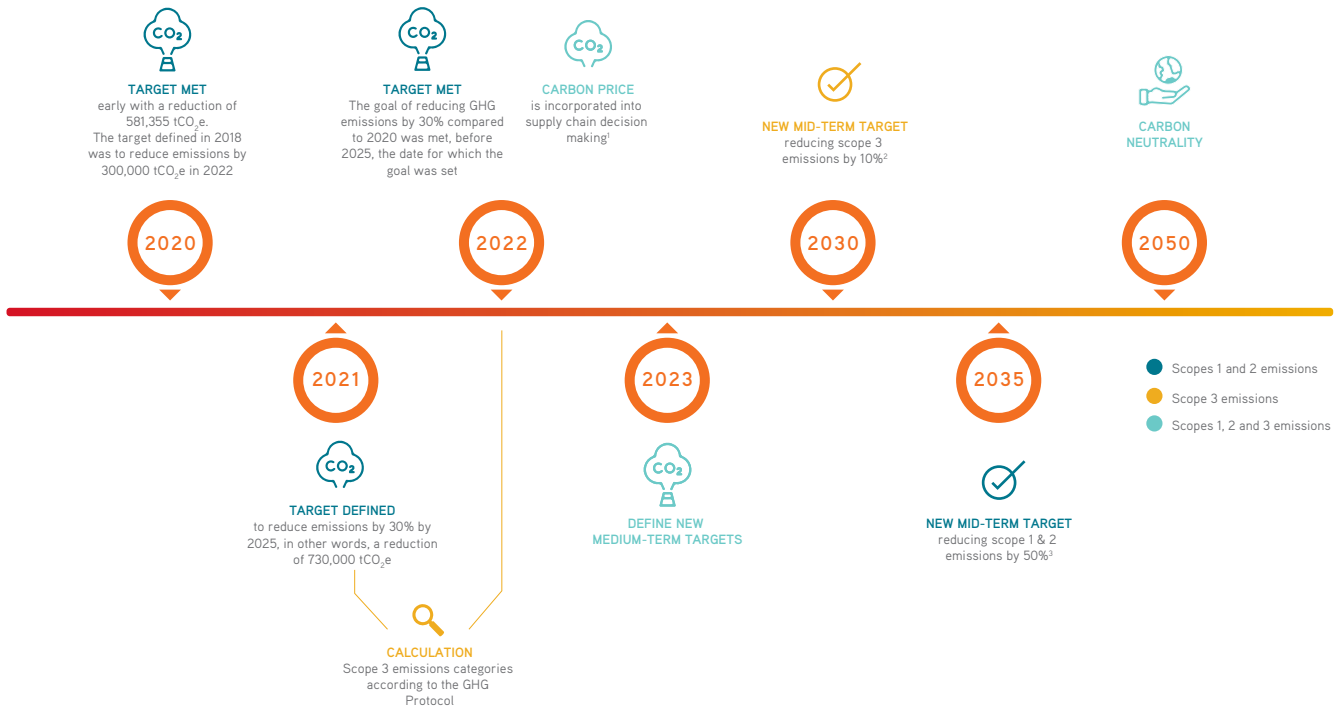 CO₂
TARGET MET
early with a reduction of
581,355 tCO₂e.
The target defined in 2018
was to reduce emissions by
300,000 tCO₂e in 2022
CO₂
TARGET MET
The goal of reducing GHG
emissions by 30% compared
to 2020 was met, before
2025, the date for which the
goal was set
CO₂
CARBON PRICE
is incorporated into
supply chain decision
making¹
NEW MID-TERM TARGET
reducing scope 3
emissions by 10%²
CARBON
NEUTRALITY
2020
2022
2030
2050
2021
2023
2035
Scopes 1 and 2 emissions
Scope 3 emissions
Scopes 1, 2 and 3 emissions
CO₂
TARGET DEFINED
to reduce emissions by 30% by
2025, in other words, a reduction
of 730,000 tCO₂e
CO₂
DEFINE NEW
MEDIUM-TERM TARGETS
NEW MID-TERM TARGET
reducing scope 1 & 2
emissions by 50%³
CALCULATION
Scope 3 emissions categories
according to the GHG
Protocol